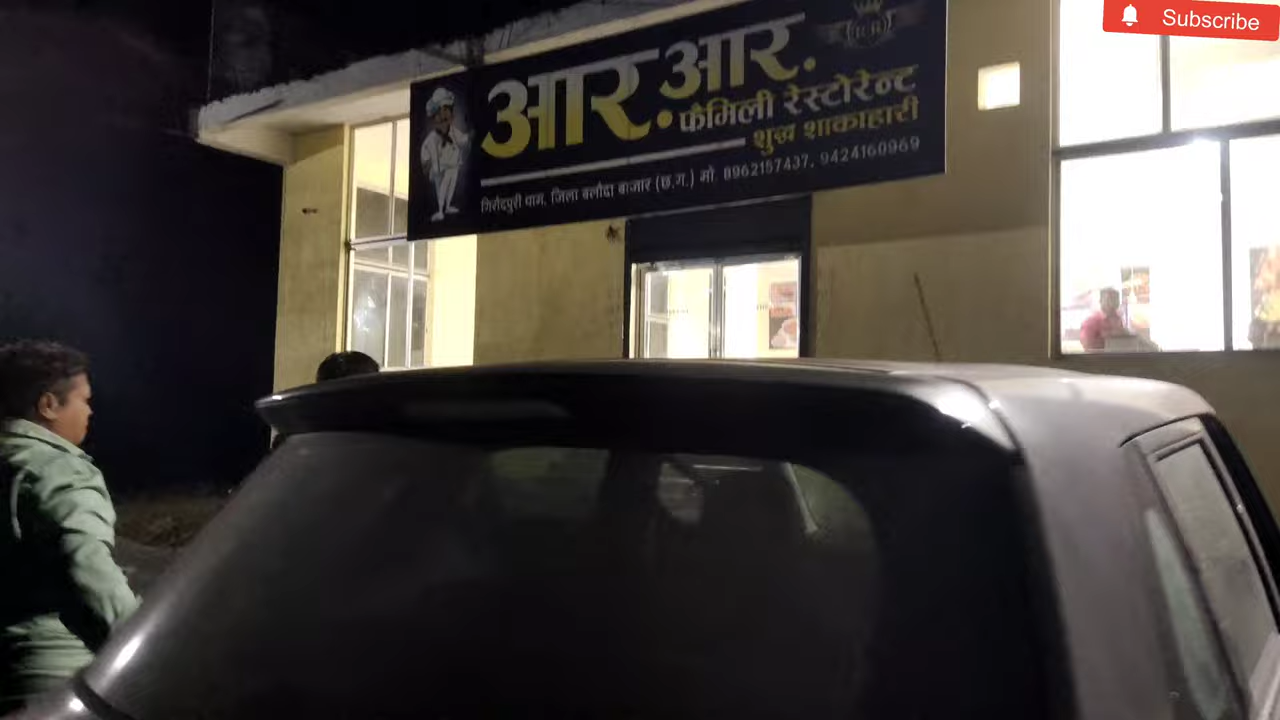 Subscribe
आर. आर.
फैमिली रेस्टोरेन्ट
शुद्ध शाकाहारी
गिरौदपुरी धाम, जिला बलौदा बाजार (छ.ग.) मो. 8962157437, 9424160969